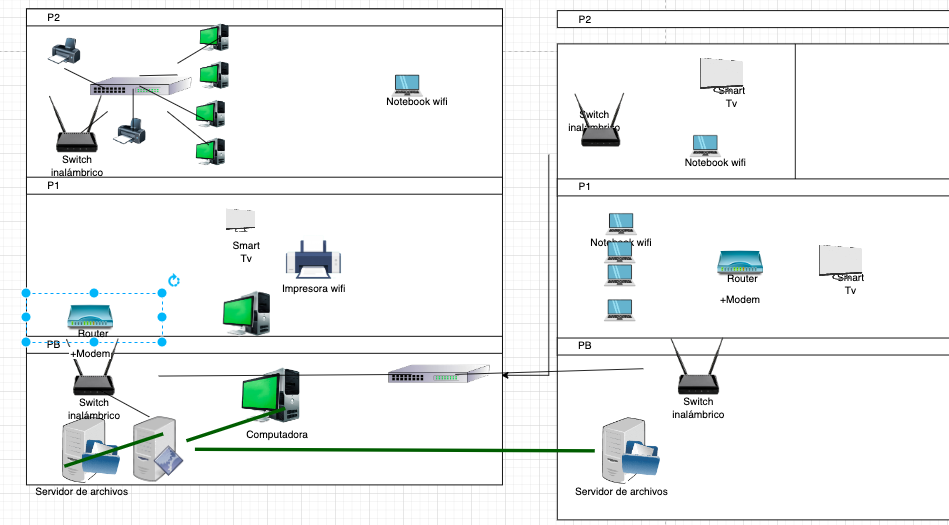 P2
Notebook wifi
Switch
inalámbrico
P1
Smart
Tv
Impresora wifi
Router
+Modem
PB
Switch
inalámbrico
Computadora
Servidor de archivos
P2
Smart
Tv
Switch
inalámbrico
Notebook wifi
P1
Notebook wifi
Router
+Modem
Smart
Tv
PB
Switch
inalámbrico
Servidor de archivos